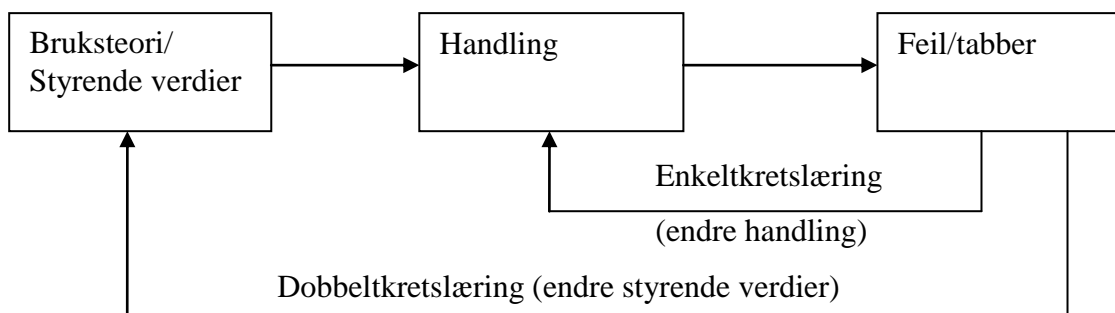 Bruksteori/
Styrende verdier
Handling
Feil/tabber
Enkeltkretslæring
(endre handling)
Dobbeltkretslæring (endre styrende verdier)